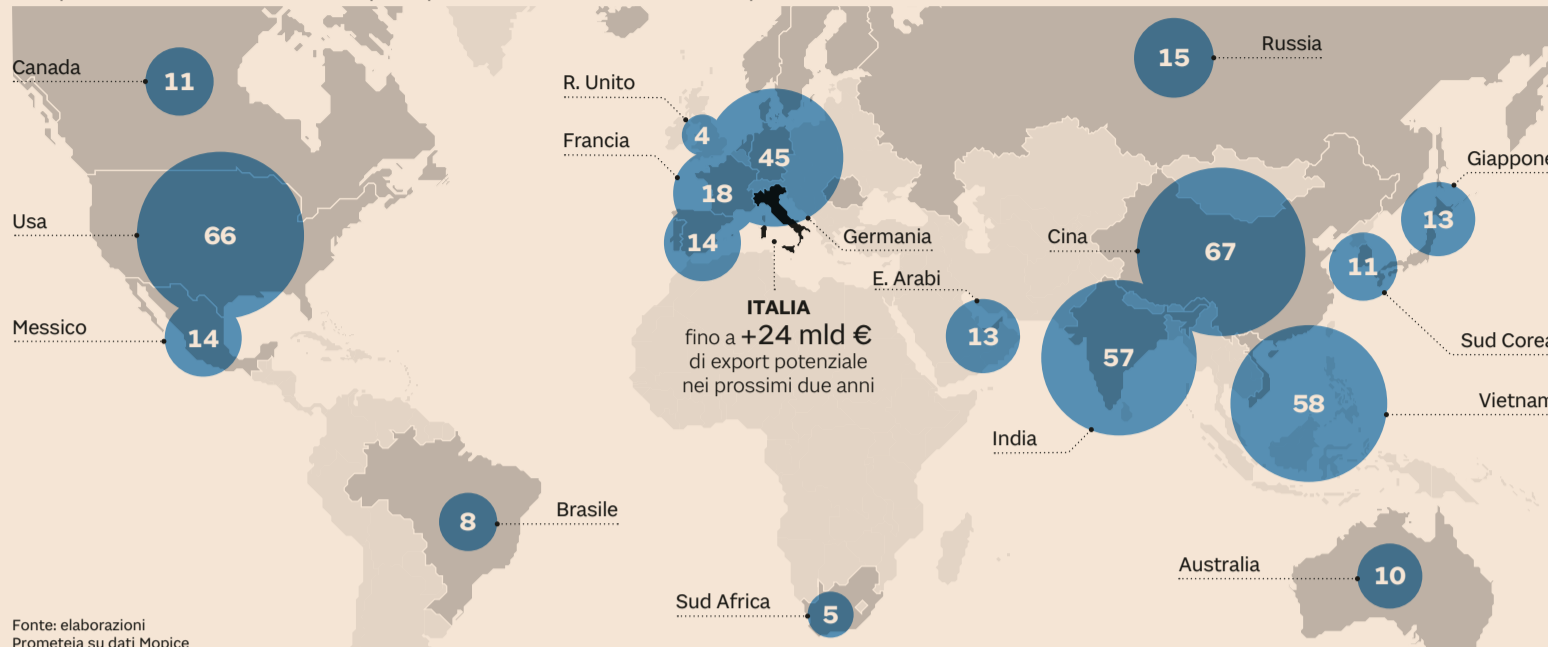 Canada
11
Russia
15
R. Unito
4
Francia
18
45
Germania
14
Giappone
13
Usa
66
Cina
67
11
Sud Corea
E. Arabi
13
Messico
14
ITALIA
fino a +24 mld €
di export potenziale
nei prossimi due anni
57
India
58
Vietnam
8
Brasile
Australia
10
Sud Africa
5
Fonte: elaborazioni
Prometeia su dati Mopice